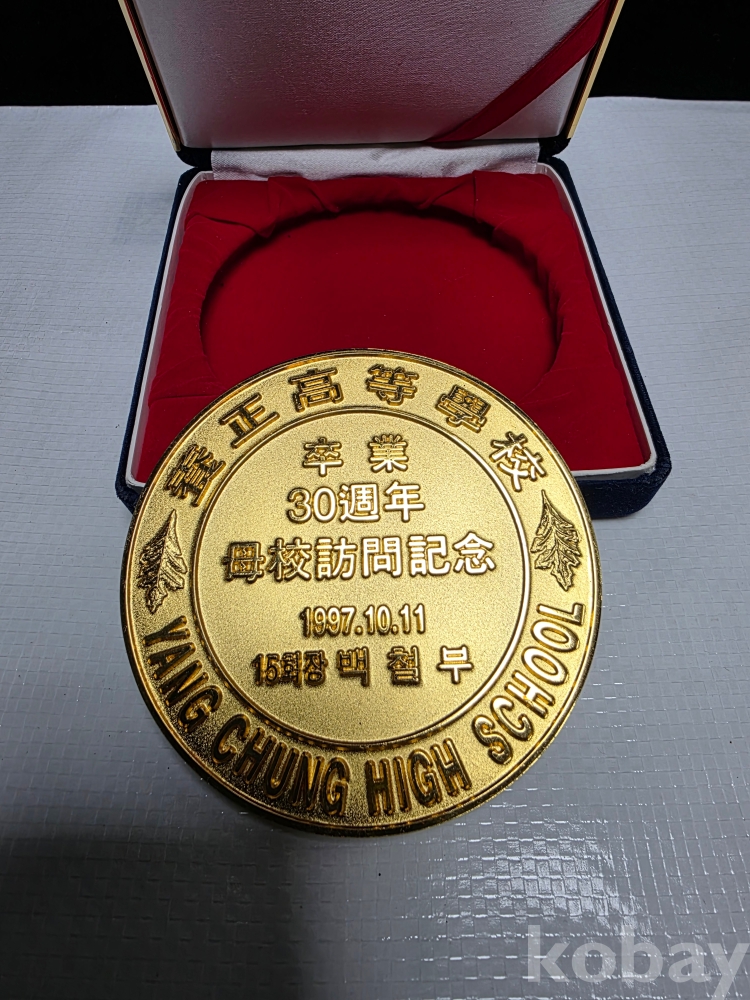 養正高等學校
卒業
30週年
母校訪問記念
1997.10.11
15회장 백철부
YANG CHUNG HIGH SCHOOL
kobay